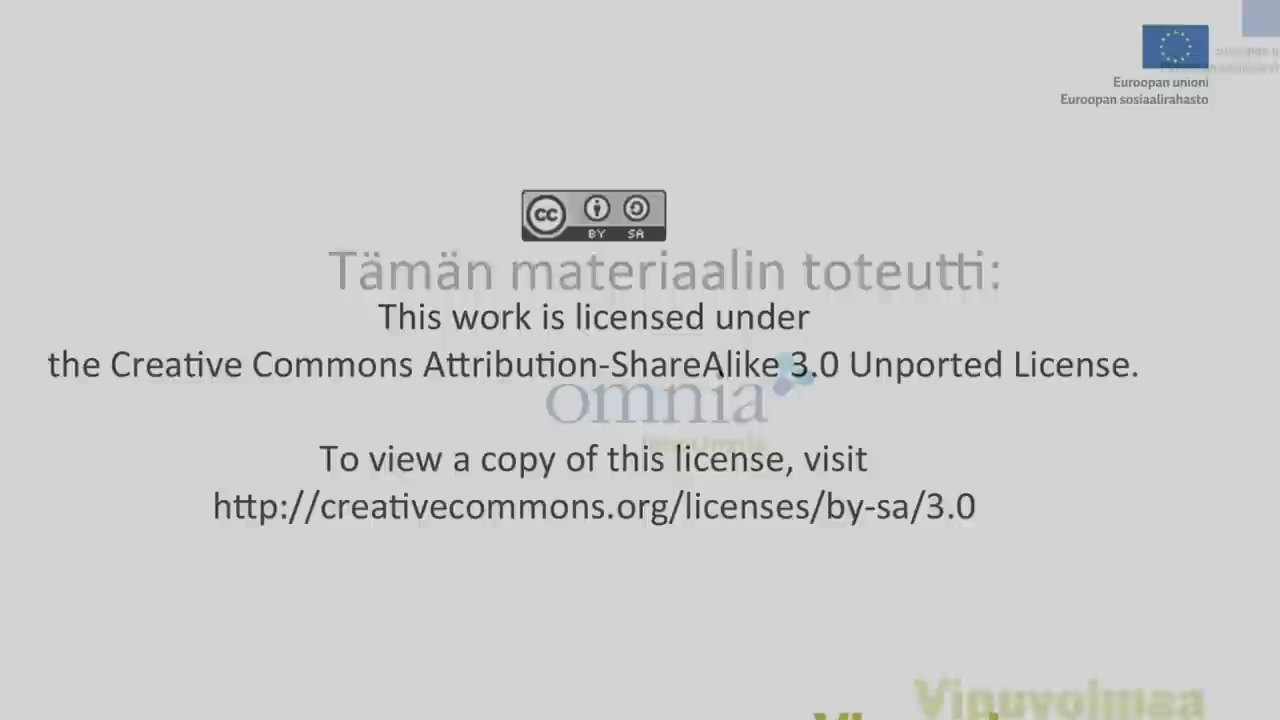 Euroopan unioni
Euroopan sosiaalirahasto
CC BY SA
Tämän materiaalin toteutti:
This work is licensed under
the Creative Commons Attribution-ShareAlike 3.0 Unported License.
omnia
To view a copy of this license, visit
http://creativecommons.org/licenses/by-sa/3.0
Vipuvoimaa